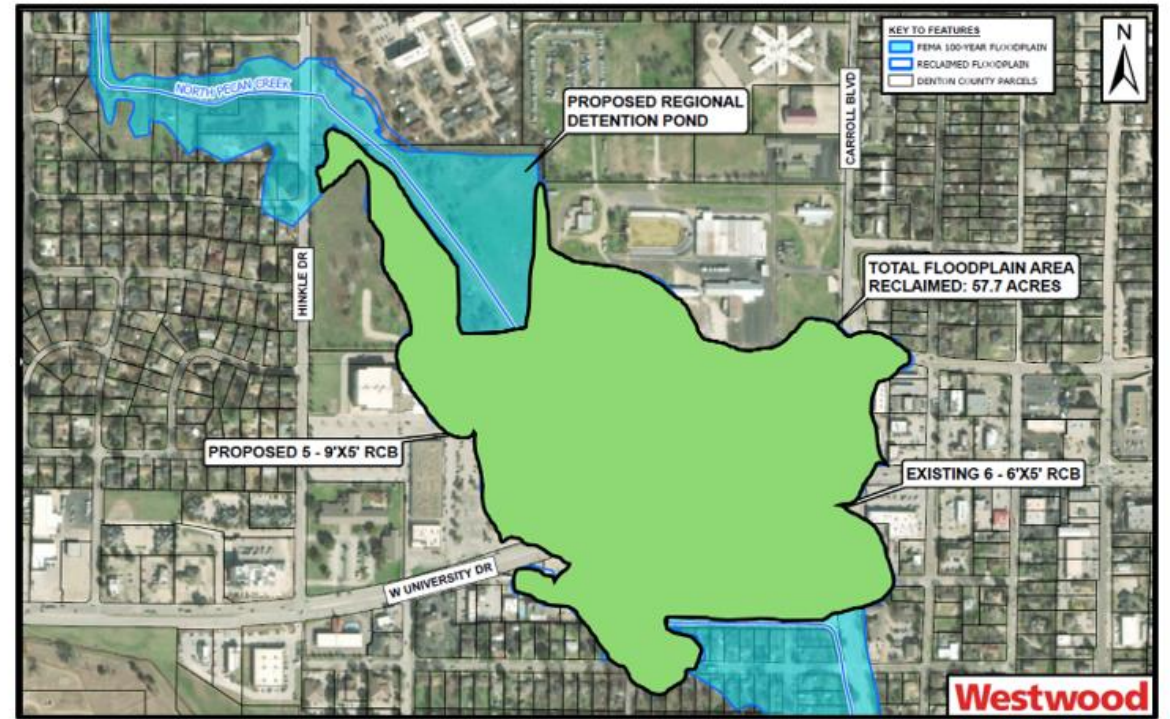 KEY TO FEATURES
FEMA 100-YEAR FLOODPLAIN
RECLAIMED FLOODPLAIN
DENTON COUNTY PARCELS
N
NORTH PECAN CREEK
PROPOSED REGIONAL
DETENTION POND
CARROLL BLVD
HINKLE DR
TOTAL FLOODPLAIN AREA
RECLAIMED: 57.7 ACRES
PROPOSED 5 - 9'X5' RCB
EXISTING 6 - 6'X5' RCB
W UNIVERSITY DR
Westwood